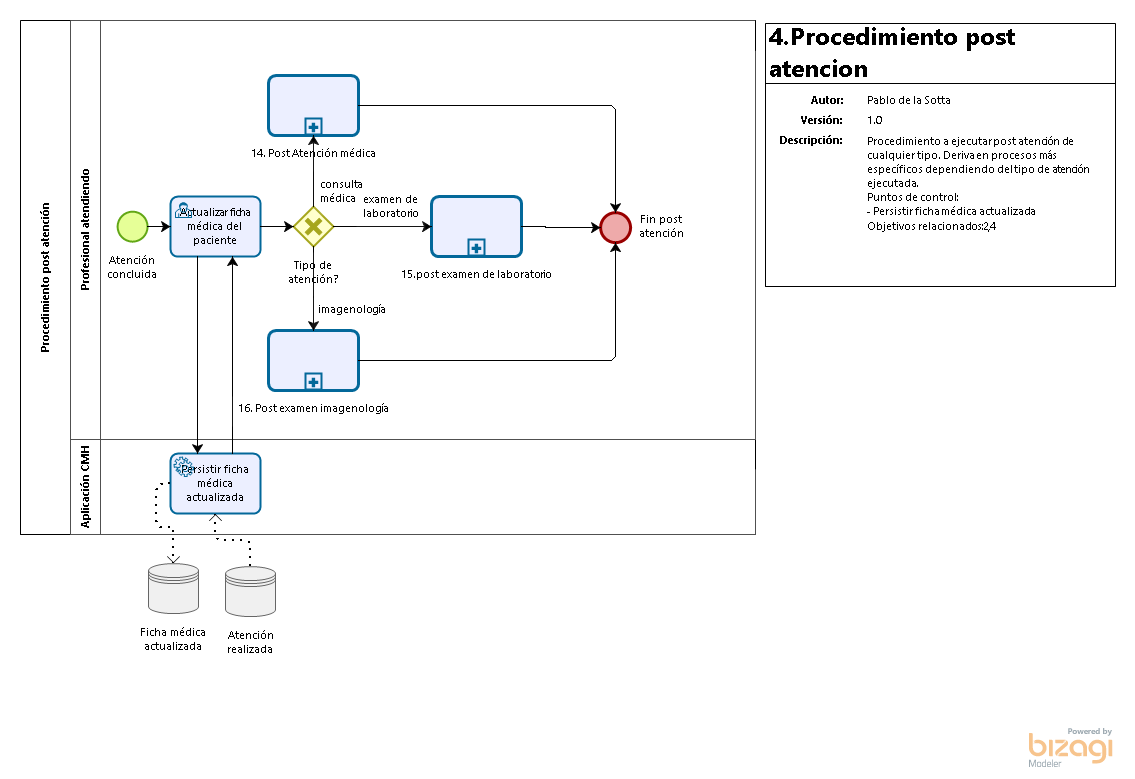 4.Procedimiento post
atencion
Autor: Pablo de la Sotta
Versión: 1.0
Descripción: Procedimiento a ejecutar post atención de
cualquier tipo. Deriva en procesos más
específicos dependiendo del tipo de atención
ejecutada.
Puntos de control:
- Persistir ficha médica actualizada
Objetivos relacionados:2,4
Procedimiento post atención
Profesional atendiendo
14. Post Atención médica
consulta
médica
examen de
laboratorio
Actualizar ficha
médica del
paciente
Atención
concluida
Tipo de
atención?
15.post examen de laboratorio
Fin post
atención
imagenología
16. Post examen imagenología
Aplicación CMH
Persistir ficha
médica
actualizada
Ficha médica
actualizada
Atención
realizada
Powered by
bizagi
Modeler